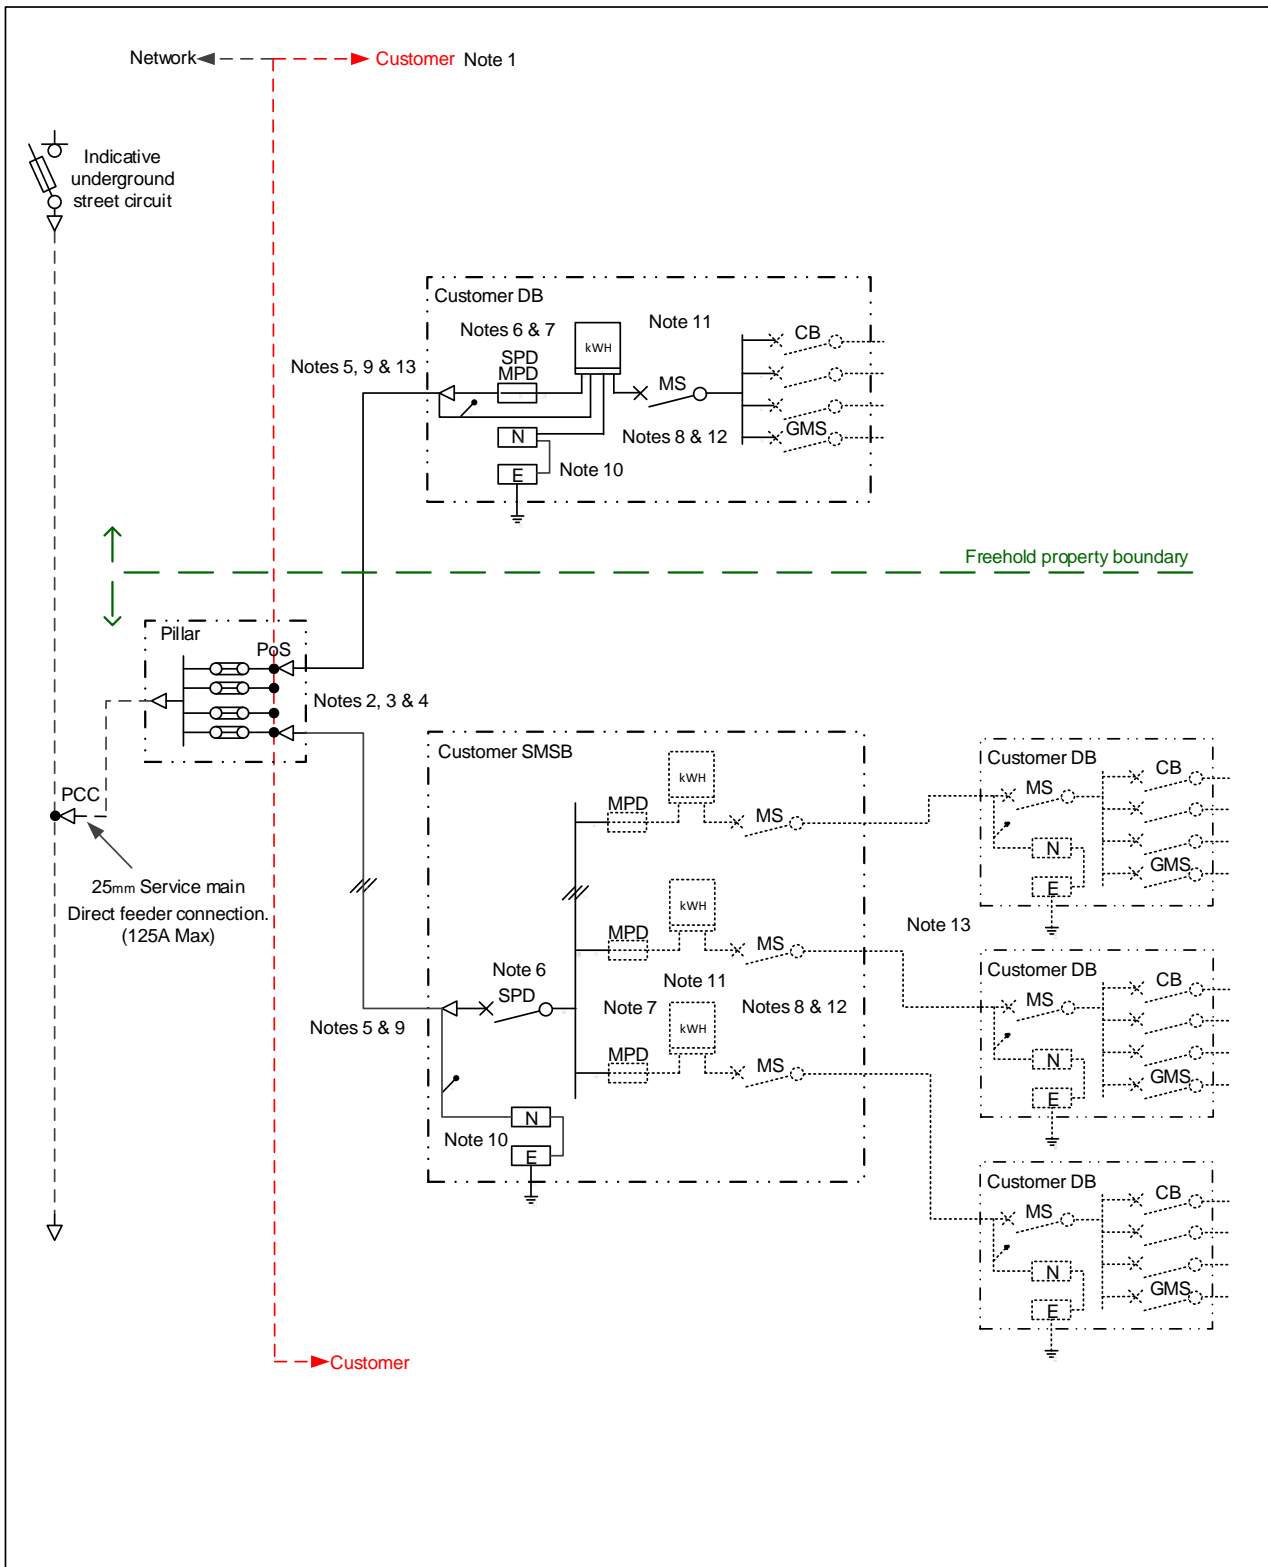 Network
Customer Note 1
Indicative
underground
street circuit
Customer DB
Notes 6 & 7
Note 11
kWH
CB
SPD
MPD
MS
Notes 5, 9 & 13
N
Notes 8 & 12
GMS
E
Note 10
Freehold property boundary
Pillar
PoS
Notes 2, 3 & 4
PCC
25mm Service main
Direct feeder connection.
(125A Max)
Customer SMSB
kWH
MPD
MS
kWH
MPD
MS
Note 6
SPD
Note 11
Note 7
Notes 8 & 12
kWH
MPD
MS
Notes 5 & 9
N
Note 10
E
Customer DB
MS
CB
N
GMS
E
Note 13
Customer DB
MS
CB
N
GMS
E
Customer DB
MS
CB
N
GMS
E
Customer